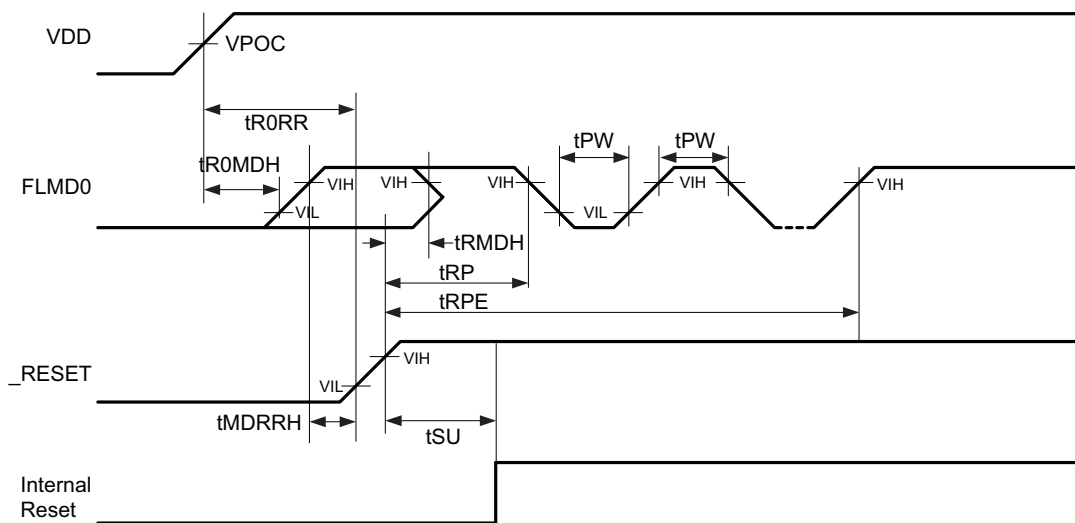 VDD
VPOC
tR0RR
tPW
tPW
tR0MDH
FLMD0
VIH
VIH
VIH
VIH
VIH
VIL
VIL
tRMDH
tRP
tRPE
_RESET
VIH
VIL
tMDRRH
tSU
Internal
Reset